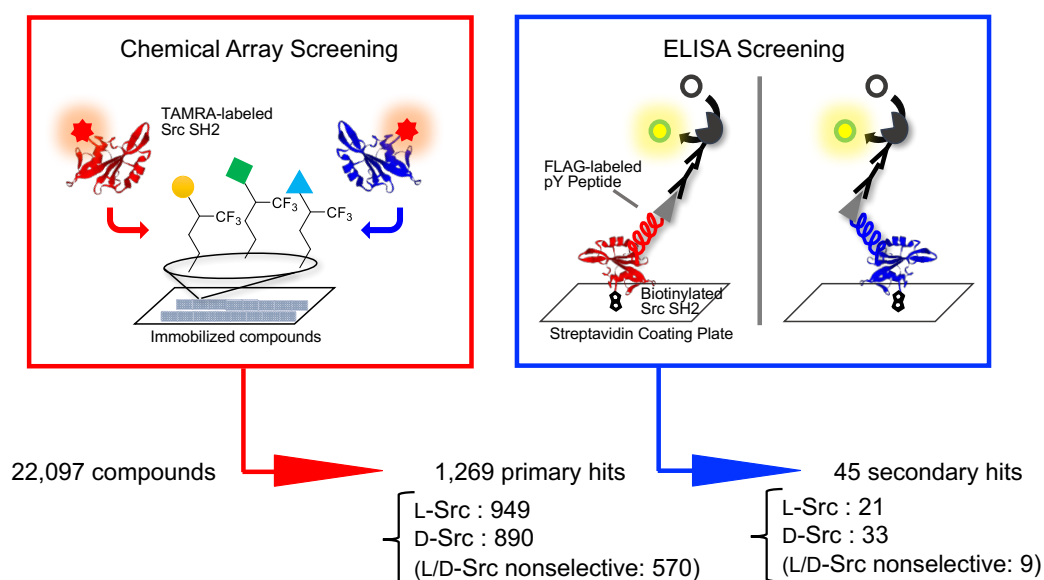 Chemical Array Screening
TAMRA-labeled
Src SH2
CF3
CF3
Immobilized compounds
ELISA Screening
FLAG-labeled
pY Peptide
Biotinylated
Src SH2
Streptavidin Coating Plate
22,097 compounds
1,269 primary hits
L-Src : 949
D-Src : 890
(L/D-Src nonselective: 570)
45 secondary hits
L-Src : 21
D-Src : 33
(L/D-Src nonselective: 9)